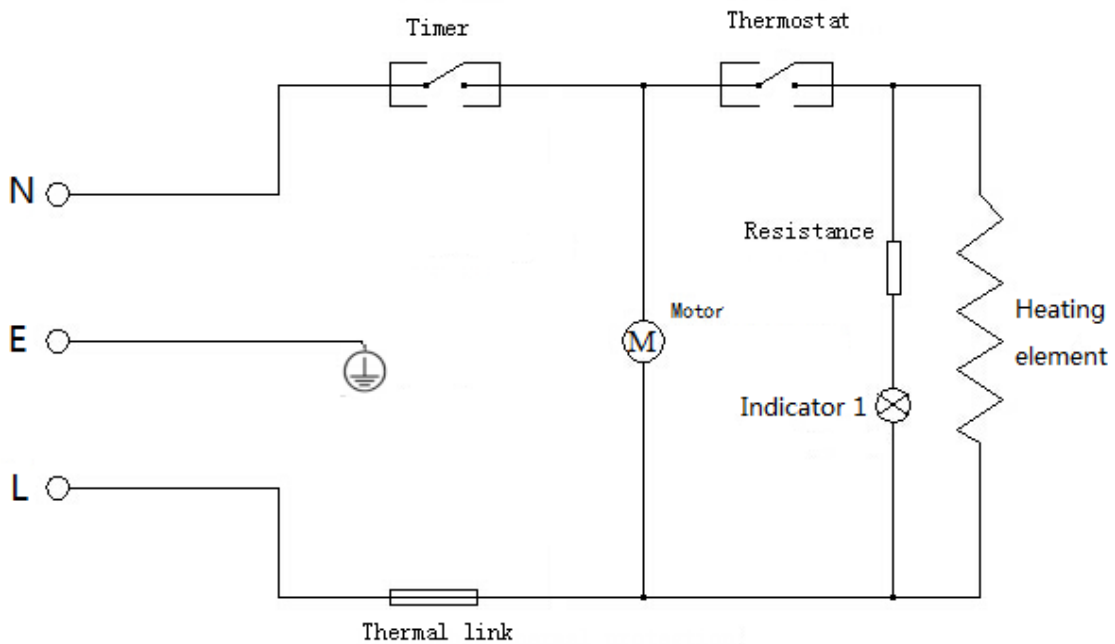 Timer
Thermostat
N
Resistance
Motor
Heating
element
E
M
Indicator 1
L
Thermal link